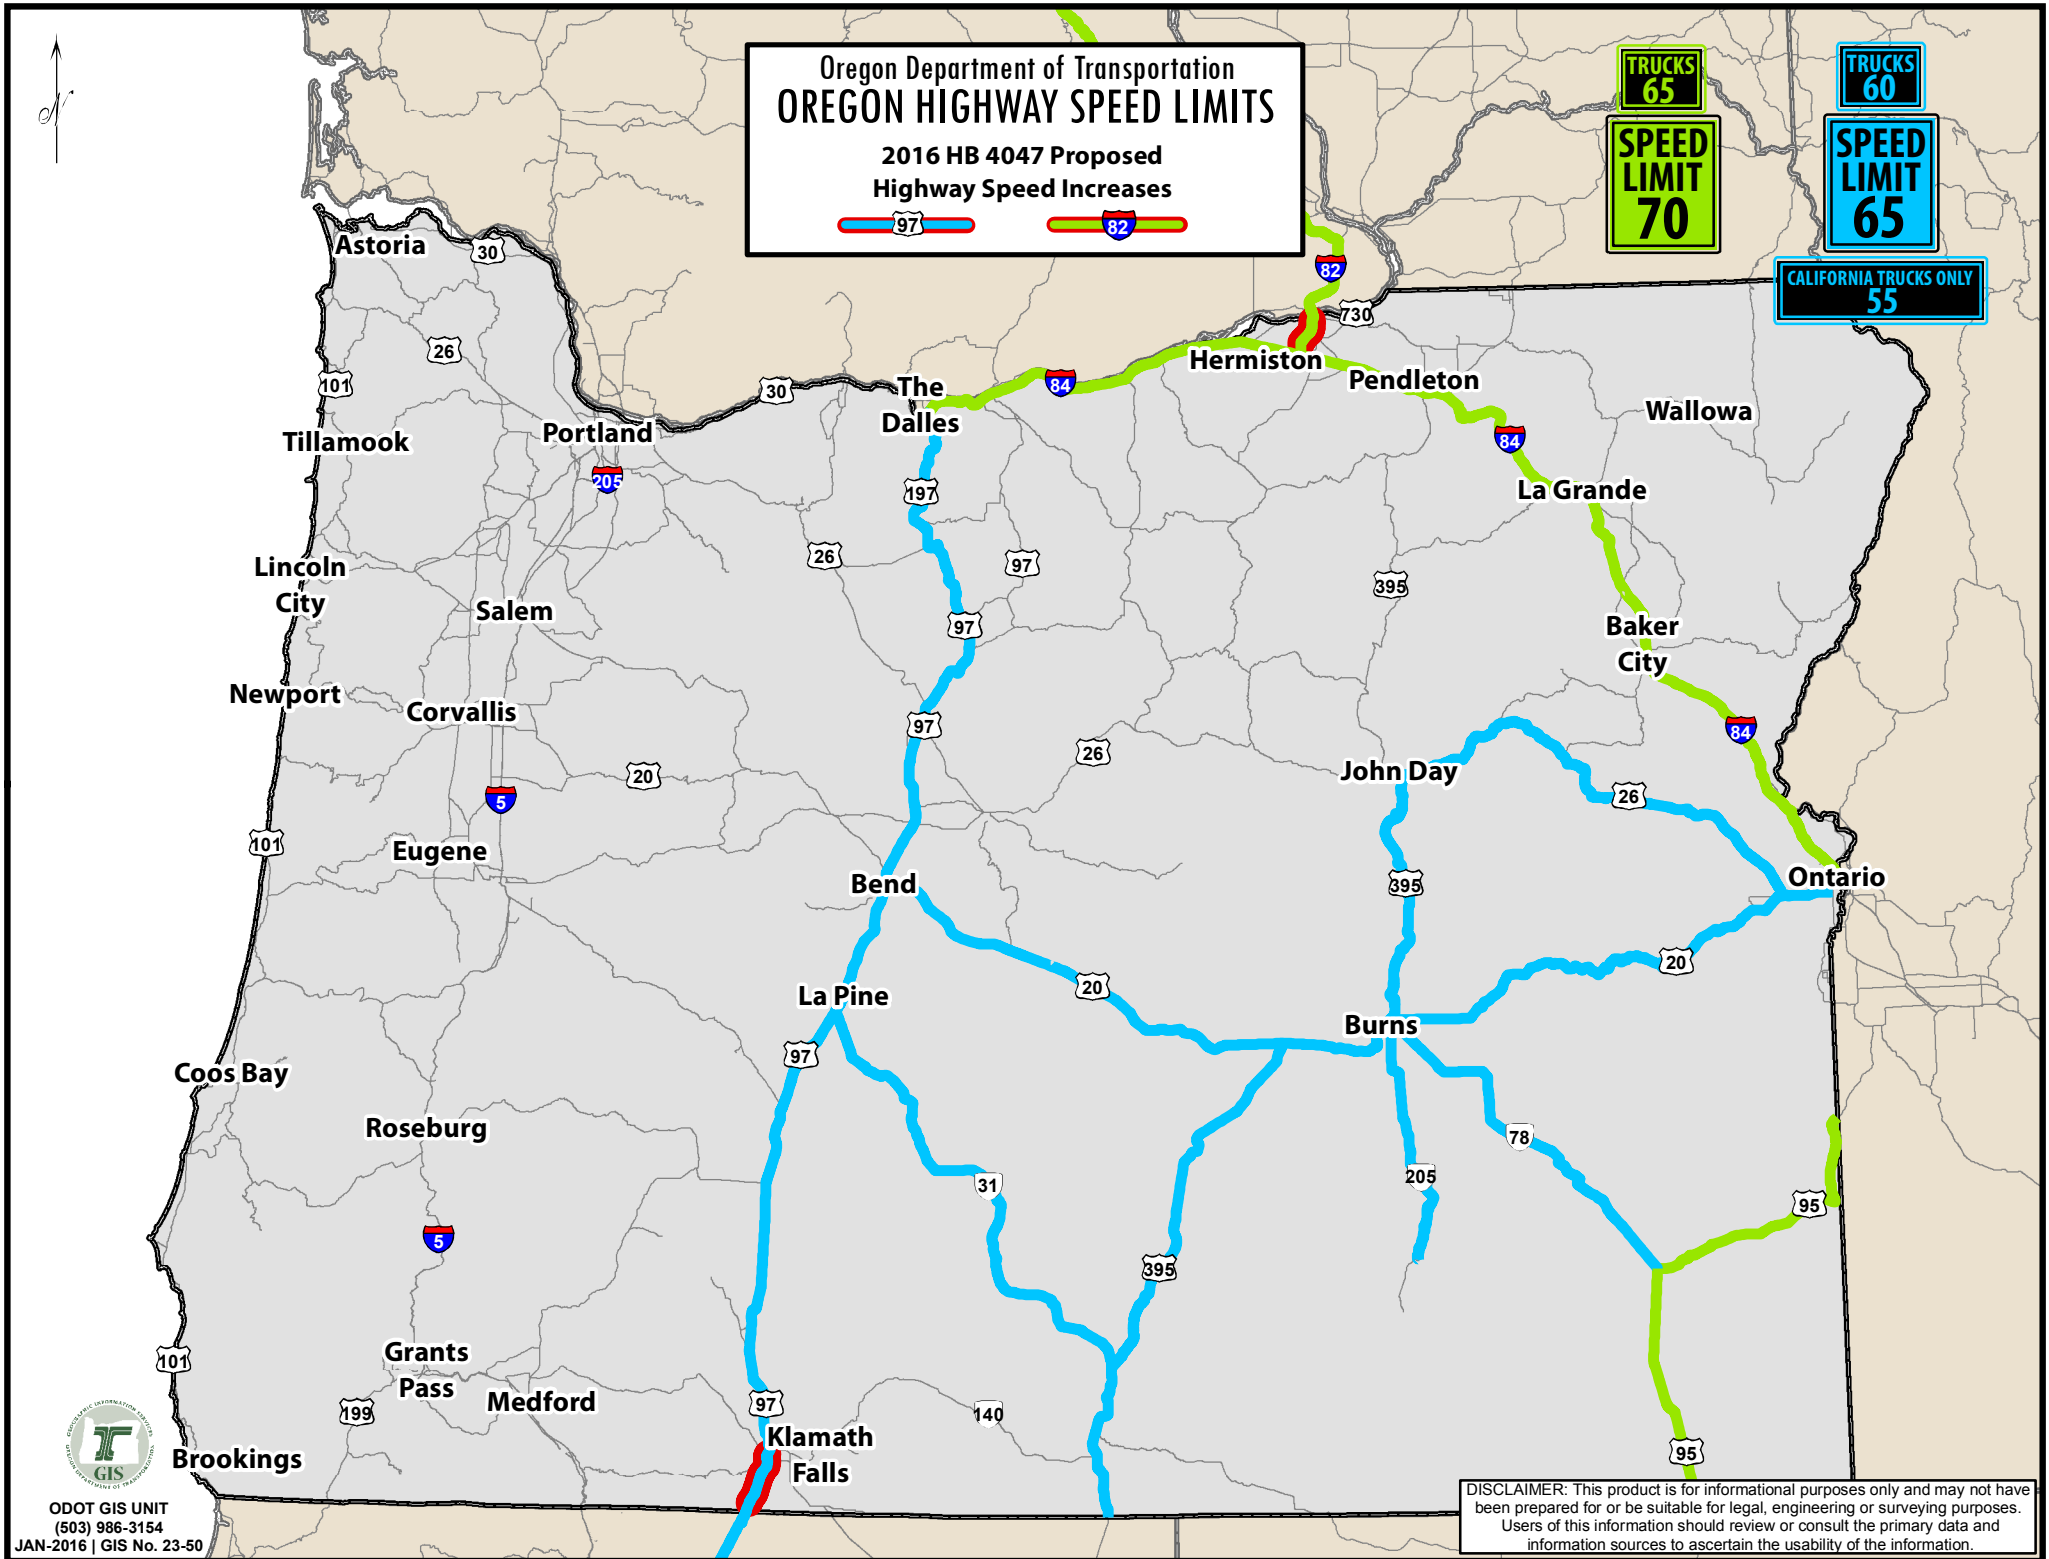 Oregon Department of Transportation
OREGON HIGHWAY SPEED LIMITS
2016 HB 4047 Proposed
Highway Speed Increases
97
82
TRUCKS
65
SPEED
LIMIT
70
TRUCKS
60
SPEED
LIMIT
65
CALIFORNIA TRUCKS ONLY
55
N
Astoria
30
82
730
26
101
30
The
Dalles
84
Hermiston
Pendleton
Wallowa
Tillamook
Portland
205
84
197
La Grande
26
97
395
Lincoln
City
Salem
97
Baker
City
Newport
Corvallis
97
84
26
20
5
John Day
26
101
Eugene
Bend
395
Ontario
20
20
La Pine
Burns
97
Coos Bay
Roseburg
78
31
205
95
5
395
101
Grants
Pass
Medford
199
97
140
Klamath
Falls
95
Brookings
GEOGRAPHIC INFORMATION SERVICES
OREGON DEPARTMENT OF TRANSPORTATION
GIS
ODOT GIS UNIT
(503) 986-3154
JAN-2016 | GIS No. 23-50
DISCLAIMER: This product is for informational purposes only and may not have
been prepared for or be suitable for legal, engineering or surveying purposes.
Users of this information should review or consult the primary data and
information sources to ascertain the usability of the information.